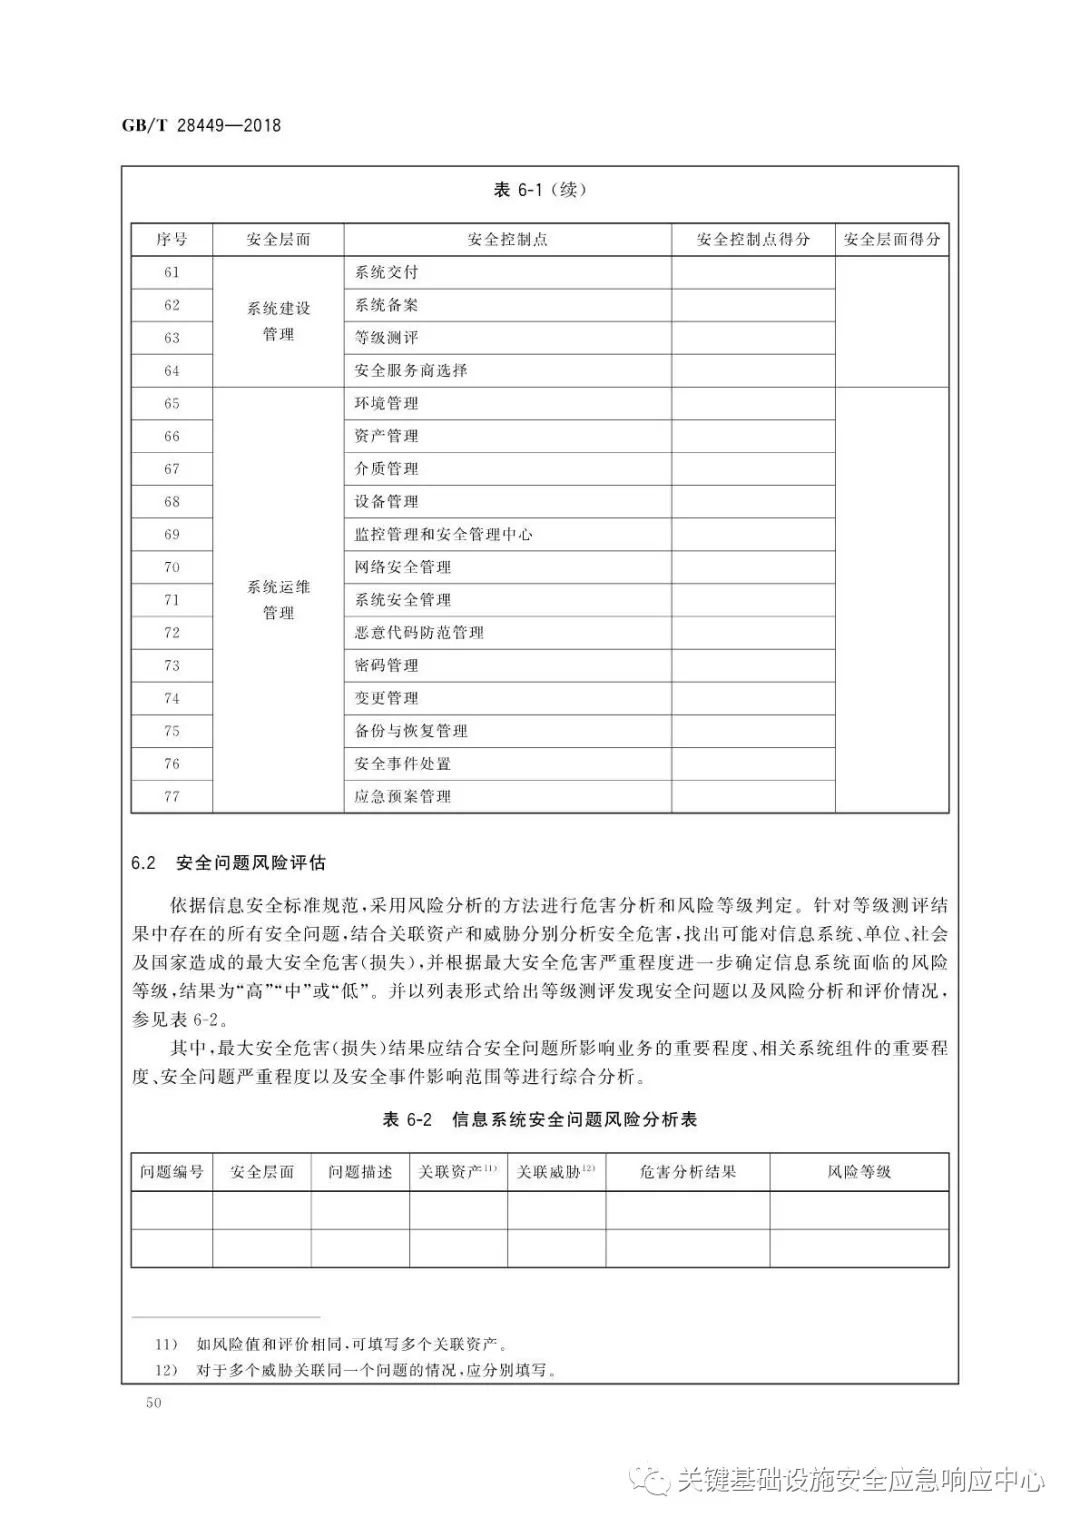 GB/T 28449—2018
表 6-1（续）
序号 安全层面 安全控制点 安全控制点得分 安全层面得分
61 系统建设管理 系统交付
62 系统备案
63 等级测评
64 安全服务商选择
65 系统运维管理 环境管理
66 资产管理
67 介质管理
68 设备管理
69 监控管理和安全管理中心
70 网络安全管理
71 系统安全管理
72 恶意代码防范管理
73 密码管理
74 变更管理
75 备份与恢复管理
76 安全事件处置
77 应急预案管理
6.2 安全问题风险评估
依据信息安全标准规范，采用风险分析的方法进行危害分析和风险等级判定。针对等级测评结
果中存在的所有安全问题，结合关联资产和威胁分别分析安全危害，找出可能对信息系统、单位、社会
及国家造成的最大安全危害（损失），并根据最大安全危害严重程度进一步确定信息系统面临的风险
等级，结果为“高”“中”或“低”。并以列表形式给出等级测评发现安全问题以及风险分析和评价情况，
参见表 6-2。
其中，最大安全危害（损失）结果应结合安全问题所影响业务的重要程度、相关系统组件的重要程
度、安全问题严重程度以及安全事件影响范围等进行综合分析。
表 6-2 信息系统安全问题风险分析表
问题编号 安全层面 问题描述 关联资产11） 关联威胁12） 危害分析结果 风险等级
11） 如风险值和评价相同，可填写多个关联资产。
12） 对于多个威胁关联同一个问题的情况，应分别填写。
50
关键基础设施安全应急响应中心